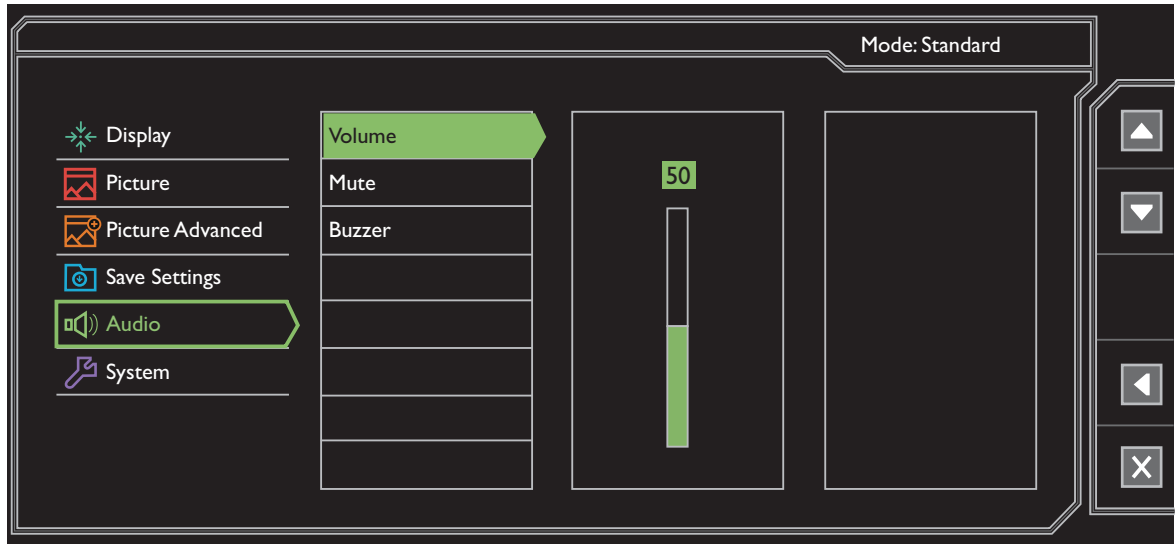 Mode: Standard
Display
Picture
Picture Advanced
Save Settings
Audio
System
Volume
Mute
Buzzer
50